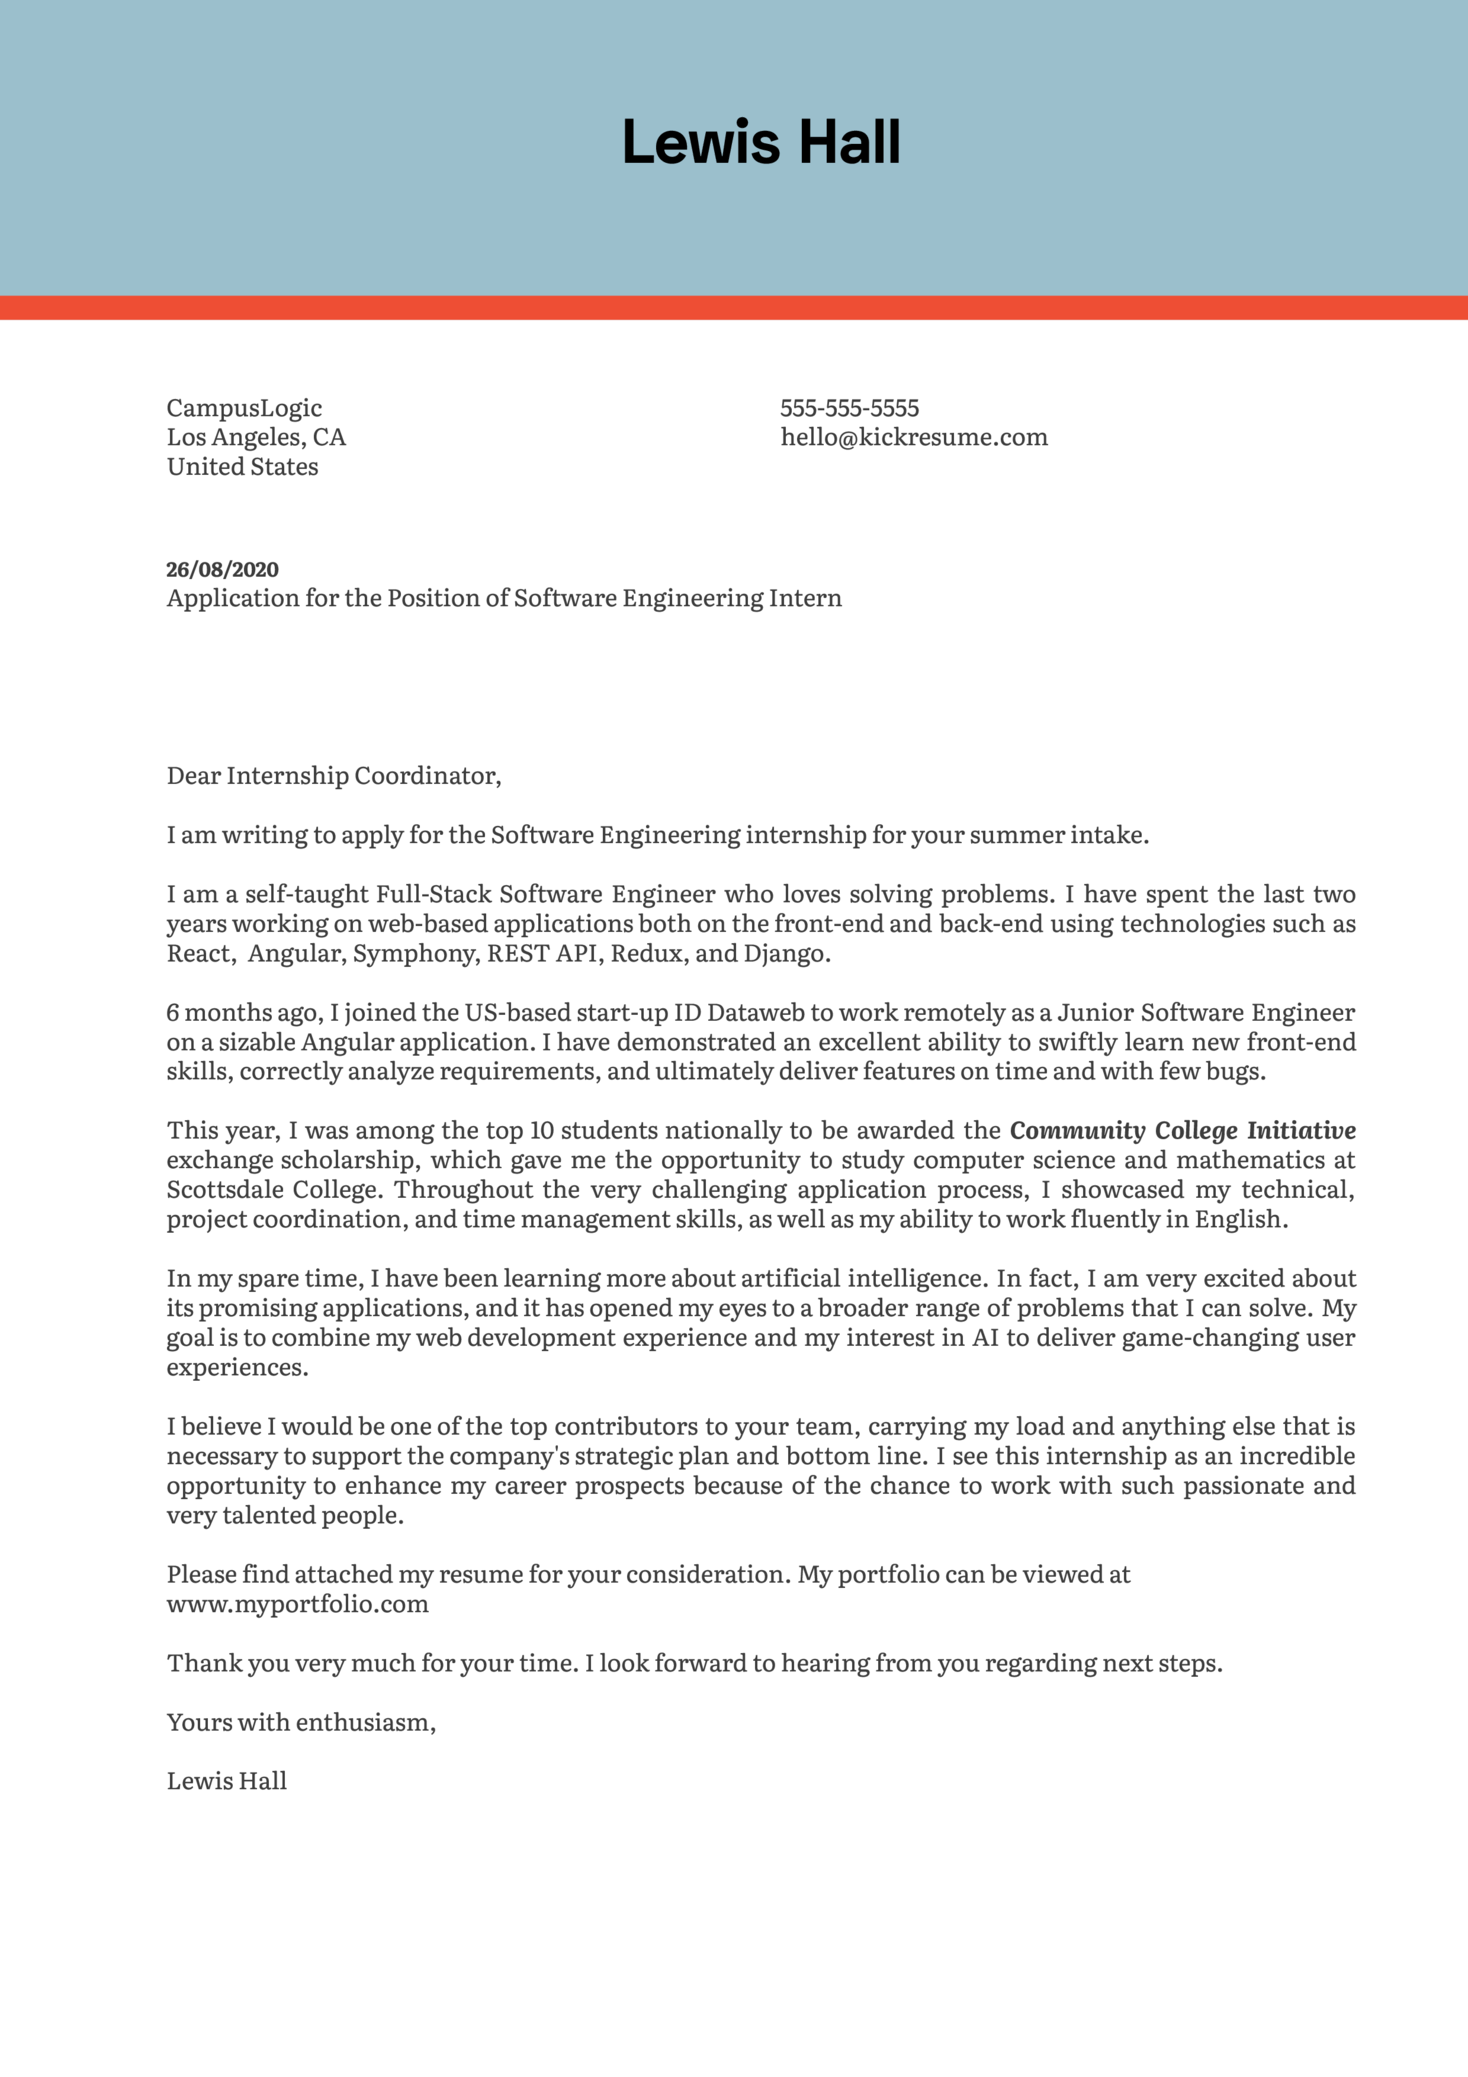 Lewis Hall
CampusLogic
Los Angeles, CA
United States
555-555-5555
hello@kickresume.com
26/08/2020
Application for the Position of Software Engineering Intern
Dear Internship Coordinator,
I am writing to apply for the Software Engineering internship for your summer intake.
I am a self-taught Full-Stack Software Engineer who loves solving problems. I have spent the last two
years working on web-based applications both on the front-end and back-end using technologies such as
React, Angular, Symphony, REST API, Redux, and Django.
6 months ago, I joined the US-based start-up ID Dataweb to work remotely as a Junior Software Engineer
on a sizable Angular application. I have demonstrated an excellent ability to swiftly learn new front-end
skills, correctly analyze requirements, and ultimately deliver features on time and with few bugs.
This year, I was among the top 10 students nationally to be awarded the Community College Initiative
exchange scholarship, which gave me the opportunity to study computer science and mathematics at
Scottsdale College. Throughout the very challenging application process, I showcased my technical,
project coordination, and time management skills, as well as my ability to work fluently in English.
In my spare time, I have been learning more about artificial intelligence. In fact, I am very excited about
its promising applications, and it has opened my eyes to a broader range of problems that I can solve. My
goal is to combine my web development experience and my interest in AI to deliver game-changing user
experiences.
I believe I would be one of the top contributors to your team, carrying my load and anything else that is
necessary to support the company's strategic plan and bottom line. I see this internship as an incredible
opportunity to enhance my career prospects because of the chance to work with such passionate and
very talented people.
Please find attached my resume for your consideration. My portfolio can be viewed at
www.myportfolio.com
Thank you very much for your time. I look forward to hearing from you regarding next steps.
Yours with enthusiasm,
Lewis Hall